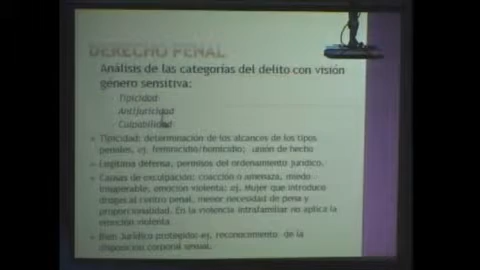 DERECHO PENAL
Análisis de las categorías del delito con visión
género sensitiva:
Tipicidad
Antijuricidad
Culpabilidad
Tipicidad: determinación de los alcances de los tipos
penales, ej. feminicidio/homicidio; unión de hecho
Legítima defensa, permisos del ordenamiento jurídico.
Causas de exculpación: coacción o amenaza, miedo
insuperable, emoción violenta; ej. Mujer que introduce
drogas al centro penal, menor necesidad de pena y
proporcionalidad. En la violencia intrafamiliar no aplica la
emoción violenta
Bien Jurídico protegido: ej. reconocimiento de la
disposición corporal sexual.